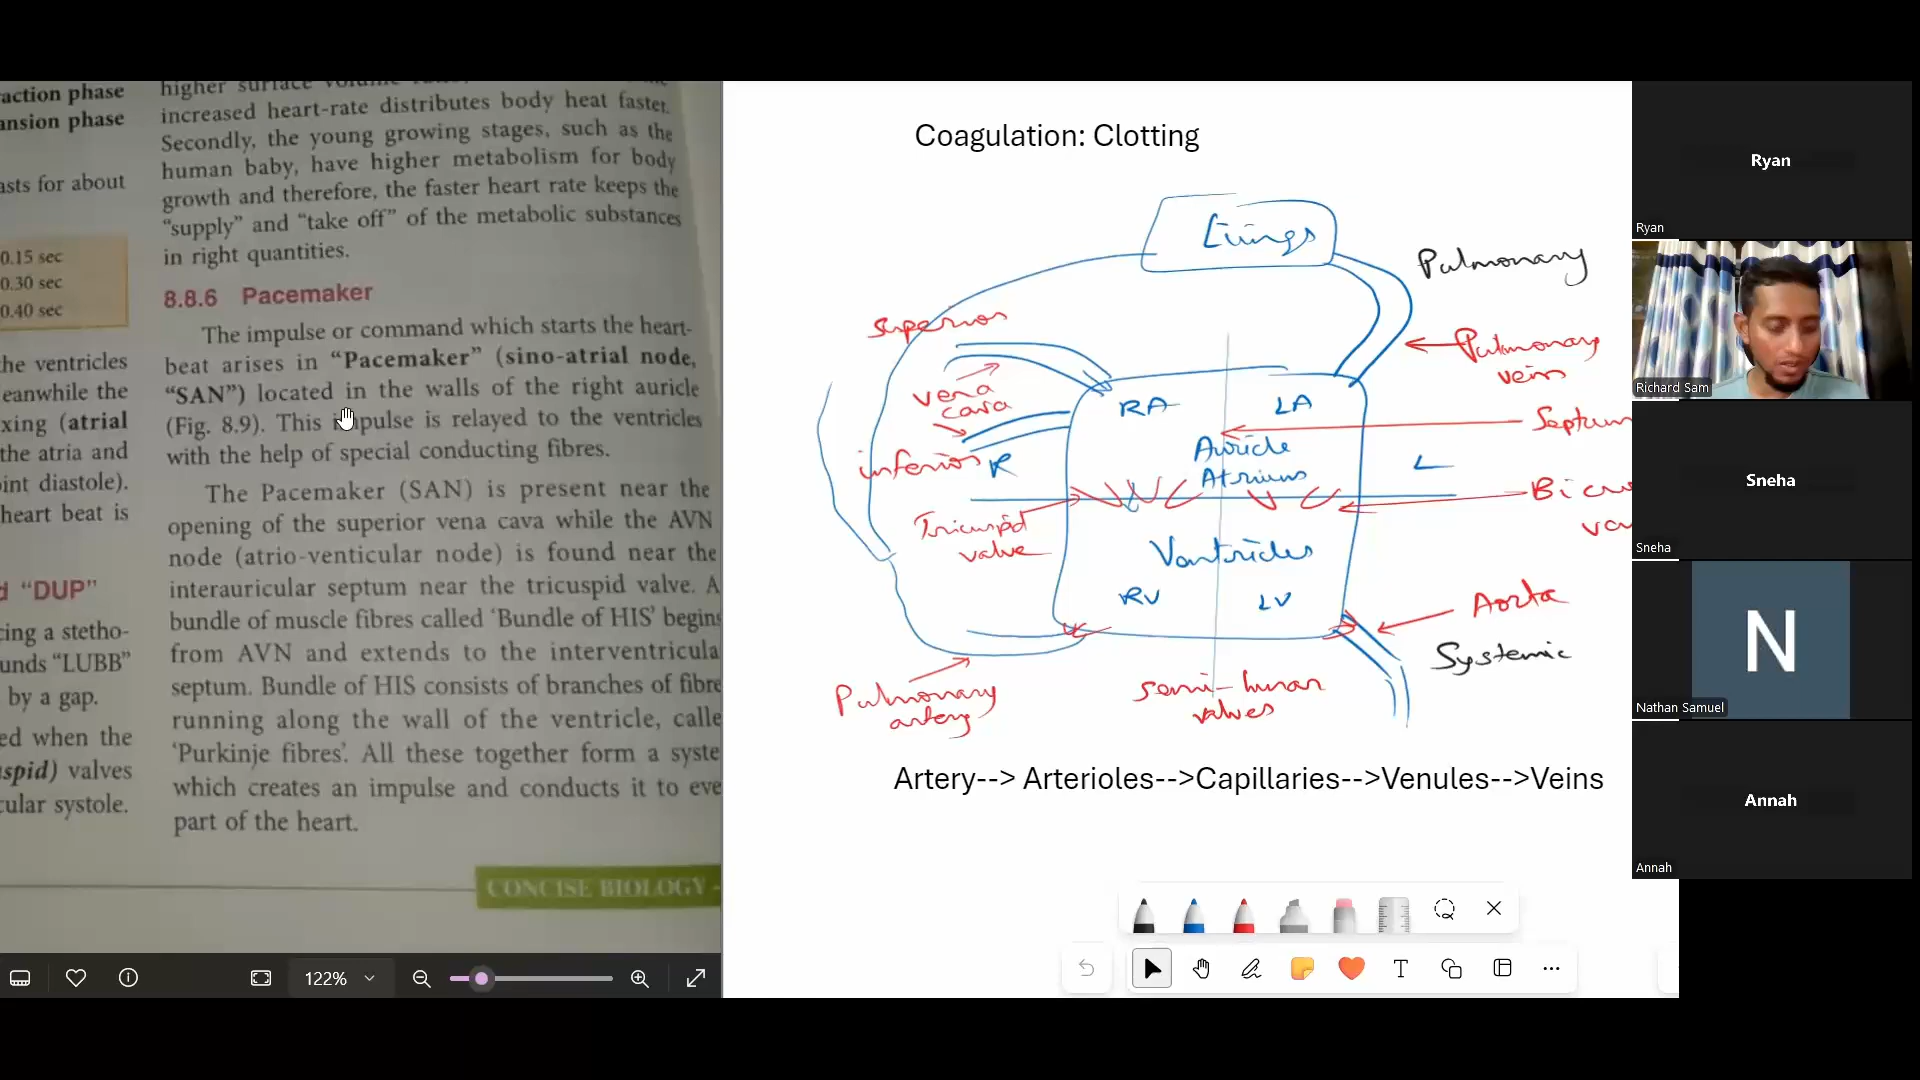 action phase
ansion phase
asts for about
0.15 sec
0.30 sec
0.40 sec
he ventricles
eanwhile the
xing (atrial
the atria and
int diastole).
heart beat is
d "DUP"
cing a stetho-
unds "LUBB"
by a gap.
ed when the
spid) valves
cular systole.
higher surface
increased heart-rate distributes body heat faster.
Secondly, the young growing stages, such as the
human baby, have higher metabolism for body
growth and therefore, the faster heart rate keeps the
"supply" and "take off" of the metabolic substances
in right quantities.
8.8.6 Pacemaker
The impulse or command which starts the heart-
beat arises in "Pacemaker" (sino-atrial node,
"SAN") located in the walls of the right auricle
(Fig. 8.9). This impulse is relayed to the ventricles
with the help of special conducting fibres.
The Pacemaker (SAN) is present near the
opening of the superior vena cava while the AVN
node (atrio-venticular node) is found near the
interauricular septum near the tricuspid valve. A
bundle of muscle fibres called 'Bundle of HIS' begins
from AVN and extends to the interventricula
septum. Bundle of HIS consists of branches of fibre
running along the wall of the ventricle, calle
'Purkinje fibres'. All these together form a syste
which creates an impulse and conducts it to eve
part of the heart.
CONCISE BIOLOGY -
122%
Coagulation: Clotting
Lungs
Pulmonary
Superior
vena
cava
Pulmonary
vein
RA
LA
Septum
Auricle
Atrium
inferior
R
L
Bicu
va
Tricuspid
valve
Ventricles
RV
LV
Aorta
Systemic
Pulmonary
artery
semi-lunar
valves
Artery--> Arterioles-->Capillaries-->Venules-->Veins
T
Ryan
Ryan
Richard Sam
Sneha
Sneha
N
Nathan Samuel
Annah
Annah